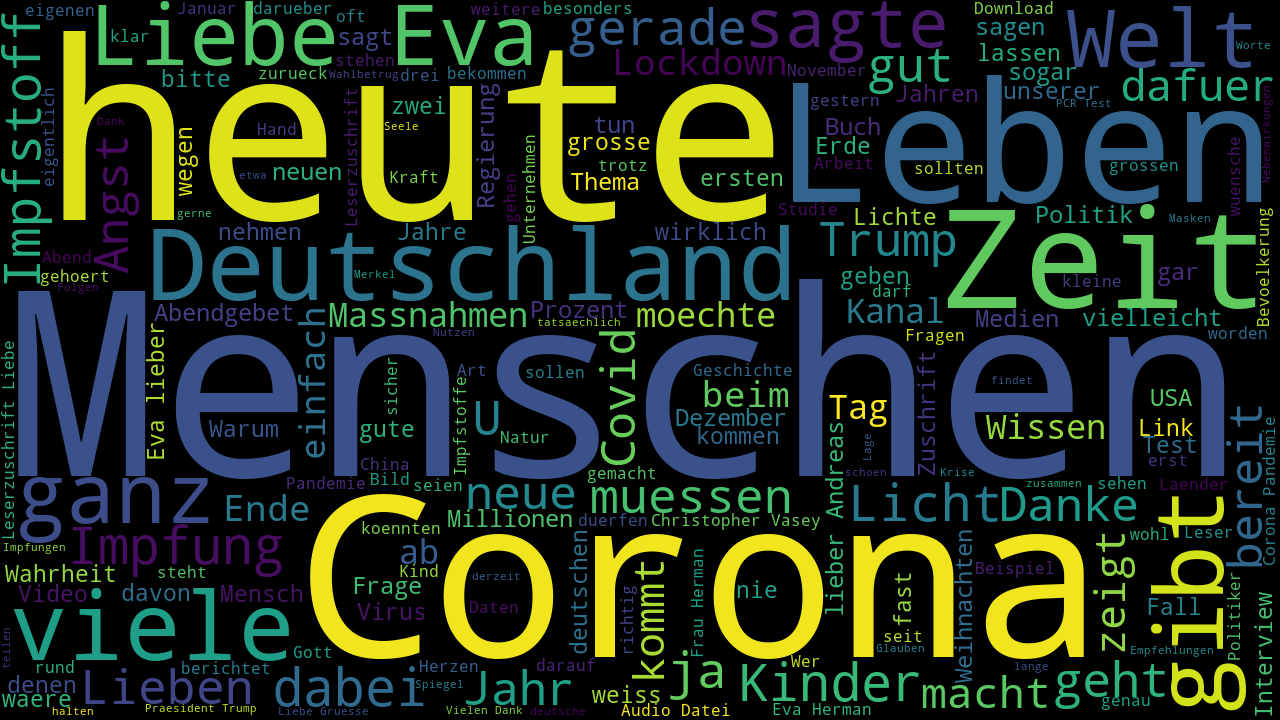 eigenen
Januar
darueber
oft
weitere
besonders
Download
klar
Liebe
sagt
Eva
gerade
sagte
sagen
Welt
Worte
stehen
Lockdown
November
lassen
bitte
zurueck
Wahlbetrug
drei
bekommen
gut
sogar
dafuer
Impfstoff
eigentlich
Dank
Angst
wegen
heute
Hand
Seele
etwa
neuen
gerne
Leserzuschrift
zwei
Kraft
Regierung
gehen
Unternehmen
tun
grosse
trotz
Thema
ersten
Leben
gestern
Jahren
unserer
PCR Test
Buch
Erde
Arbeit
sollten
grossen
wuensche
Nebenwirkungen
Studie
Lichte
Politik
Masken
Bevoelkerung
Abend
gehoert
Folgen
nehmen
Jahre
wirklich
Deutschland
Merkel
Trump
geben
darf
Zeit
kleine
gar
Abendgebet
Massnahmen
Prozent
tatsaechlich
moechte
Kanal
Medien
vielleicht
worden
Nutzen
Fragen
Menschen
Leserzuschrift Liebe
Eva lieber
einfach
sicher
Art
sollen
Covid
Geschichte
beim
Dezember
kommen
Tag
findet
USA
Link
Test
erst
Wissen
Zuschrift
Warum
gute
Impfstoffe
U
Natur
Lage
Andreas
bereit
Corona Pandemie
China
Pandemie
Bild
seien
gemacht
schoen
Krise
zusammen
sehen
Laender
ganz
Ende
neue
muessen
Licht
Danke
gibt
koennten
Millionen
duerfen
Christopher Vasey
Leser
wohl
Impfungen
Impfung
Corona
ab
deutschen
lieber
Weihnachten
zeigt
Wahrheit
steht
Kind
derzeit
Frage
Video
davon
Mensch
Virus
Daten
richtig
kommt
Frau Herman
nie
fast
Beispiel
Fall
Politiker
Interview
viele
seit
Glauben
Empfehlungen
teilen
Gott
rund
berichtet
Herzen
Spiegel
darauf
Wer
lange
denen
waere
Lieben
dabei
Jahr
weiss
ja
Kinder
macht
geht
genau
halten
Praesident Trump
Liebe Gruesse
Vielen Dank
deutsche
Audio Datei
Eva Herman